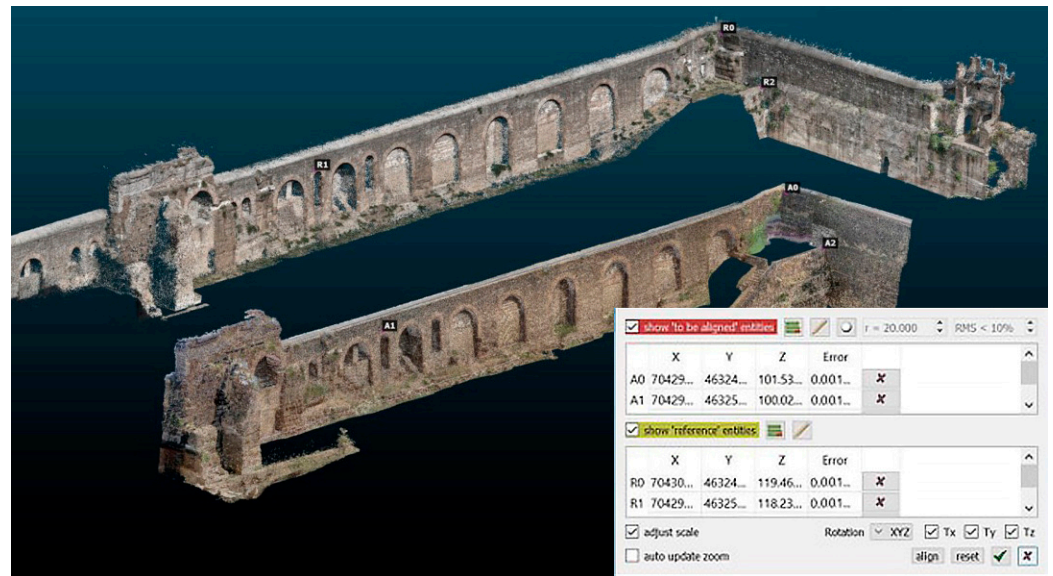 R0
R2
R1
A0
A2
A1
show 'to be aligned' entities r = 20.000 RMS < 10%
X Y Z Error
A0 70429... 46324... 101.53... 0.001...
A1 70429... 46325... 100.02... 0.001...
show 'reference' entities
X Y Z Error
R0 70430... 46324... 119.46... 0.001...
R1 70429... 46325... 118.23... 0.001...
adjust scale Rotation XYZ Tx Ty Tz
auto update zoom align reset